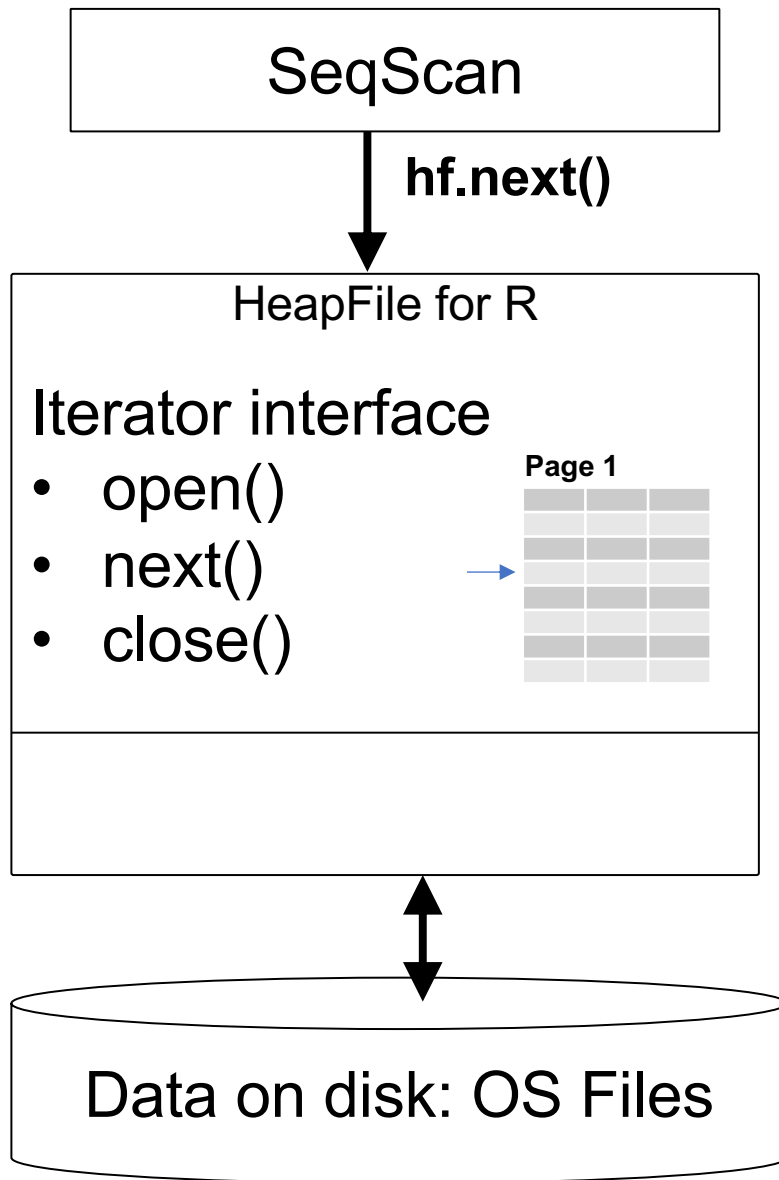 SeqScan
hf.next()
HeapFile for R
Iterator interface
• open()
• next()
• close()
Page 1
Data on disk: OS Files